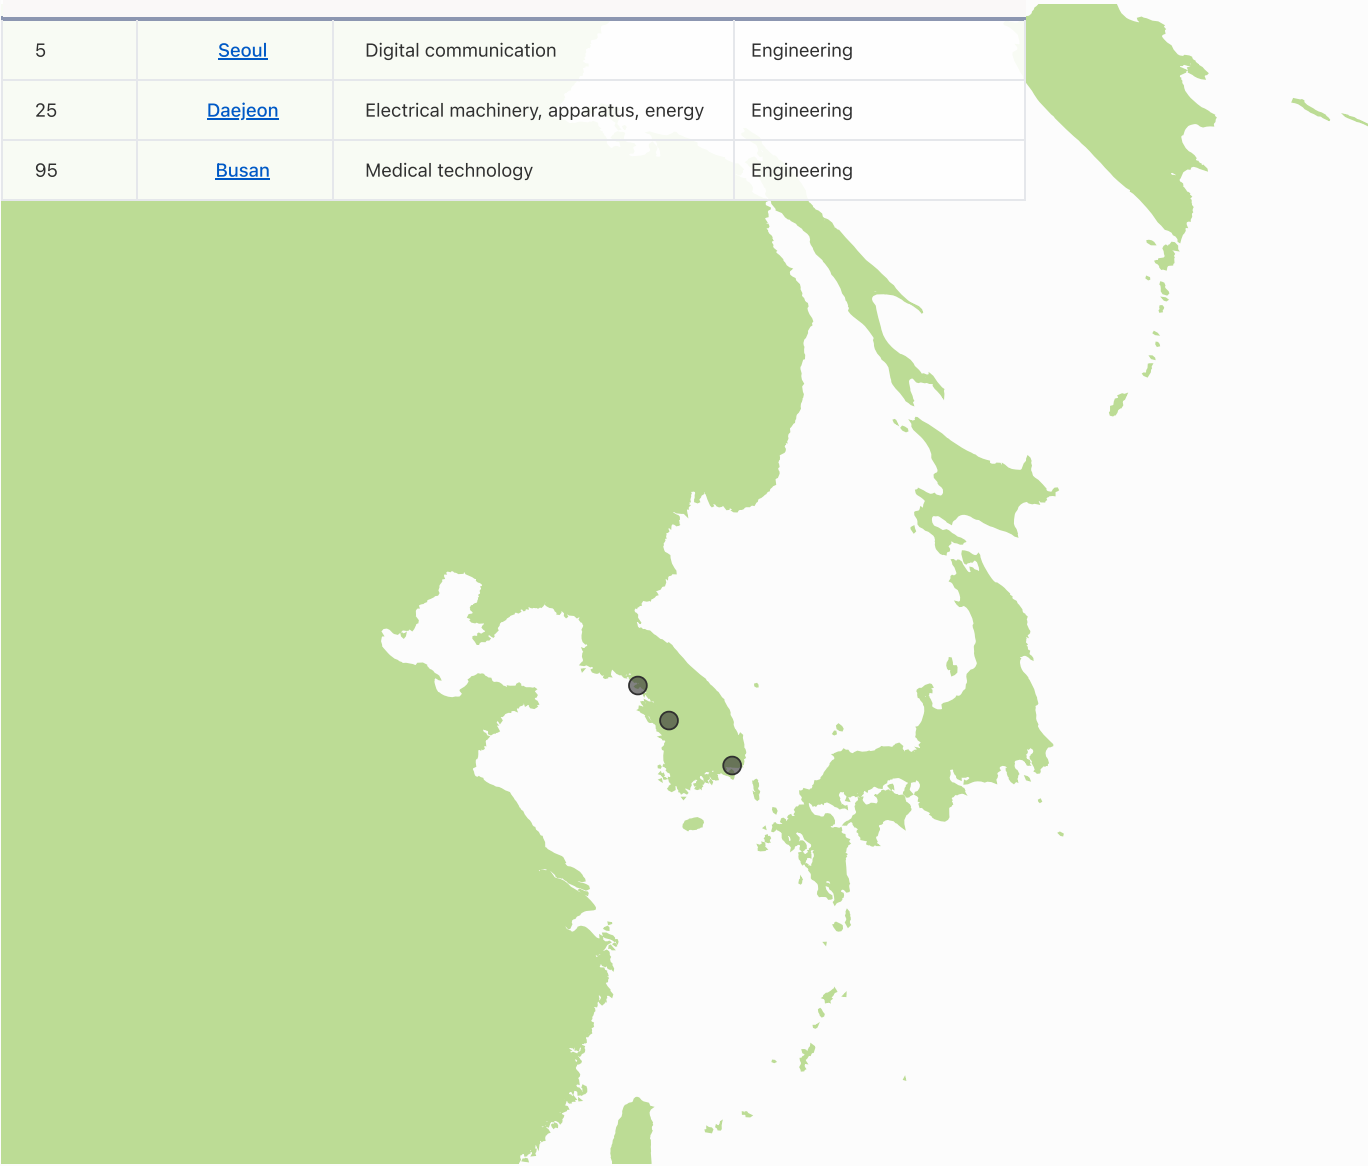 5 Seoul Digital communication Engineering
25 Daejeon Electrical machinery, apparatus, energy Engineering
95 Busan Medical technology Engineering